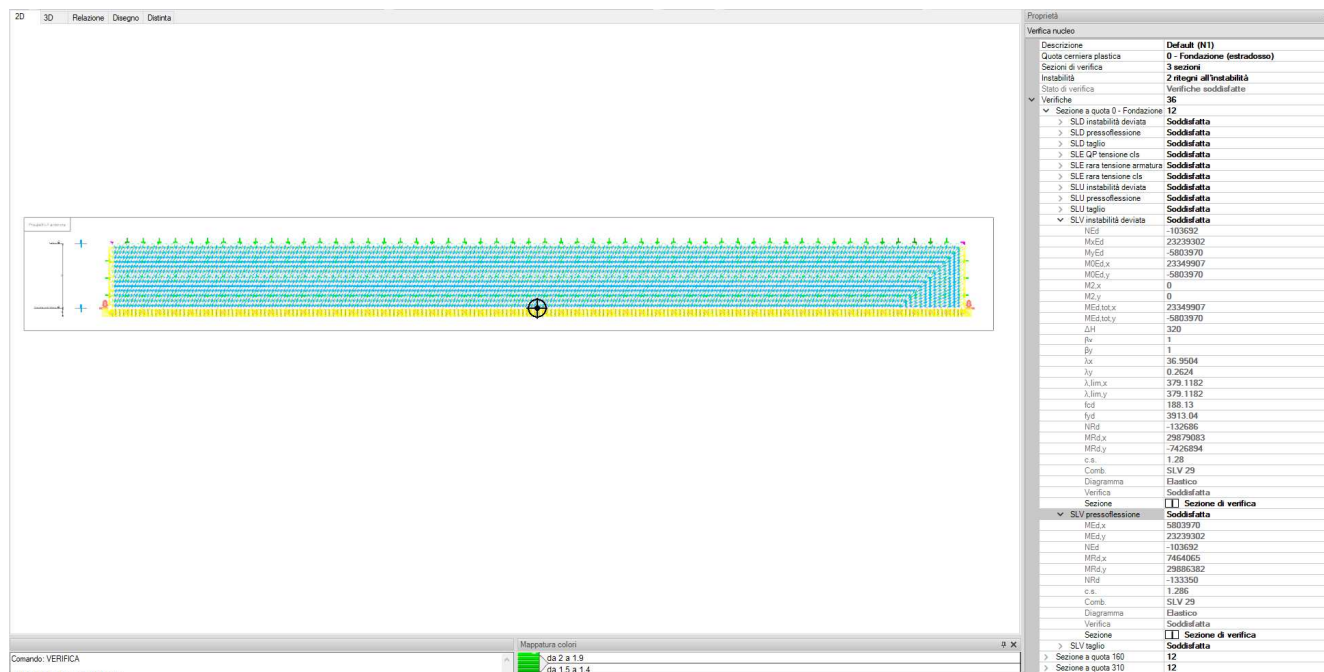 2D 3D Relazione Disegno Distinta
Proprietà
Verifica nucleo
Descrizione Default (N1)
Quota cerniera plastica 0 - Fondazione (estradosso)
Sezioni di verifica 3 sezioni
Instabilità 2 ritegni all'instabilità
Stato di verifica Verifiche soddisfatte
Verifiche 36
Sezione a quota 0 - Fondazione 12
SLD instabilità deviata Soddisfatta
SLD pressoflessione Soddisfatta
SLD taglio Soddisfatta
SLE QP tensione cls Soddisfatta
SLE rara tensione armatura Soddisfatta
SLE rara tensione cls Soddisfatta
SLU instabilità deviata Soddisfatta
SLU pressoflessione Soddisfatta
SLU taglio Soddisfatta
SLV instabilità deviata Soddisfatta
NEd -103692
MxEd 23239302
MyEd -5803970
M0Ed,x 23349907
M0Ed,y -5803970
M2,x 0
M2,y 0
MEd,tot,x 23349907
MEd,tot,y -5803970
ΔH 320
βx 1
βy 1
λx 36.9504
λy 0.2624
λ,lim,x 379.1182
λ,lim,y 379.1182
fcd 188.13
fyd 3913.04
NRd -132686
MRd,x 29879083
MRd,y -7426894
c.s. 1.28
Comb. SLV 29
Diagramma Elastico
Verifica Soddisfatta
Sezione Sezione di verifica
SLV pressoflessione Soddisfatta
MEd,x 5803970
MEd,y 23239302
NEd -103692
MRd,x 7464065
MRd,y 29886382
NRd -133350
c.s. 1.286
Comb. SLV 29
Diagramma Elastico
Verifica Soddisfatta
Sezione Sezione di verifica
SLV taglio Soddisfatta
Sezione a quota 160 12
Sezione a quota 310 12
Comando: VERIFICA
Mappatura colori
da 2 a 1.9
da 1.5 a 1.4